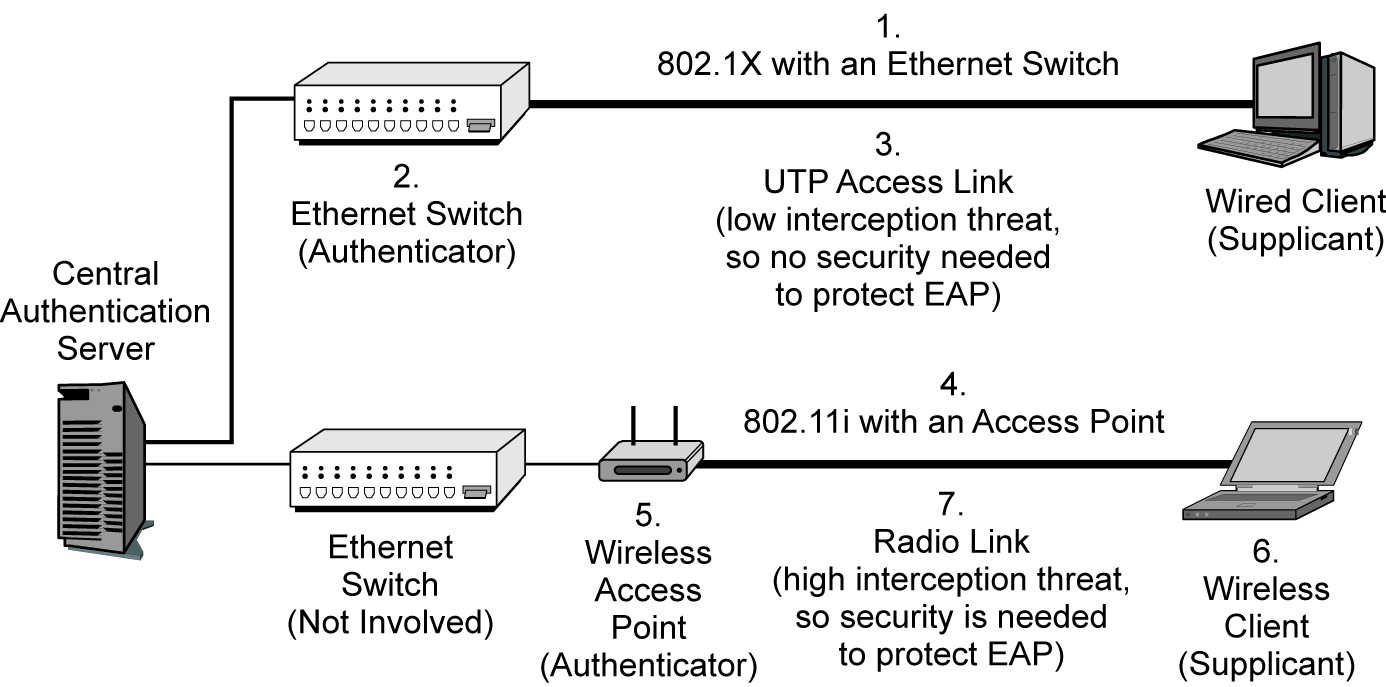 1.
802.1X with an Ethernet Switch
2.
Ethernet Switch
(Authenticator)
3.
UTP Access Link
(low interception threat,
so no security needed
to protect EAP)
Wired Client
(Supplicant)
Central
Authentication
Server
4.
802.11i with an Access Point
Ethernet
Switch
(Not Involved)
5.
Wireless
Access
Point
(Authenticator)
7.
Radio Link
(high interception threat,
so security is needed
to protect EAP)
6.
Wireless
Client
(Supplicant)